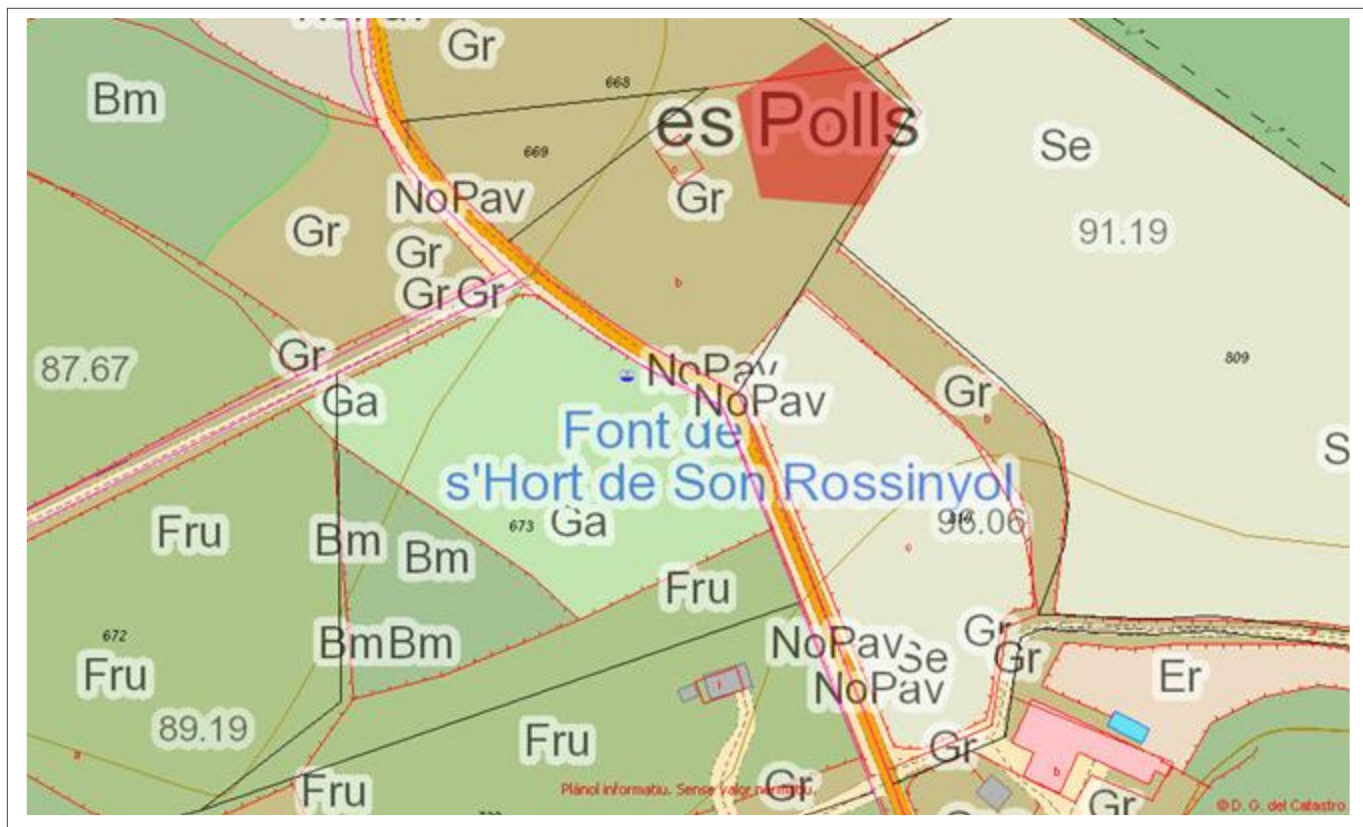 Gr
668
Bm
es Polls
Se
669
NoPav
Gr
Gr
91.19
Gr
b
Gr Gr
Gr
87.67
NoPav
809
Ga
NoPav
Gr
b
Font de
s'Hort de Son Rossinyol
673
Ga
96.06
c
Fru
Bm
Bm
Fru
672
BmBm
NoPav
Se
Gr
Gr
Fru
NoPav
Er
89.19
Fru
Gr
a
b
Fru
Plànol informatiu. Sense valor normatiu.
Gr
Gr
© D. G. del Catastro